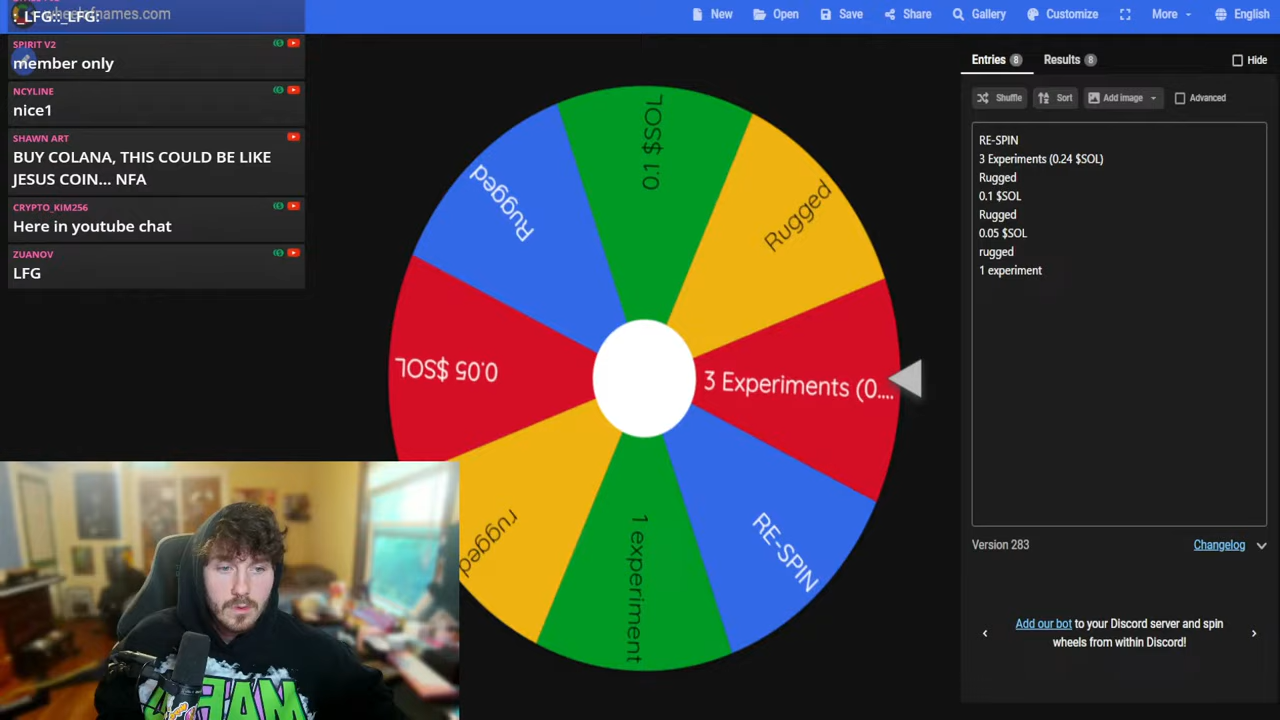 wheelofnames.com
:_LFG::_LFG:
New
Open
Save
Share
Gallery
Customize
More
English
SPIRIT V2
member only
NCYLINE
nice1
SHAWN ART
BUY COLANA, THIS COULD BE LIKE
JESUS COIN... NFA
CRYPTO_KIM256
Here in youtube chat
ZUANOV
LFG
0.1 $SOL
Rugged
3 Experiments (0....
RE-SPIN
1 experiment
rugged
0.05 $SOL
Rugged
Entries 8
Results 8
Hide
Shuffle
Sort
Add image
Advanced
RE-SPIN
3 Experiments (0.24 $SOL)
Rugged
0.1 $SOL
Rugged
0.05 $SOL
rugged
1 experiment
Version 283
Changelog
Add our bot to your Discord server and spin
wheels from within Discord!